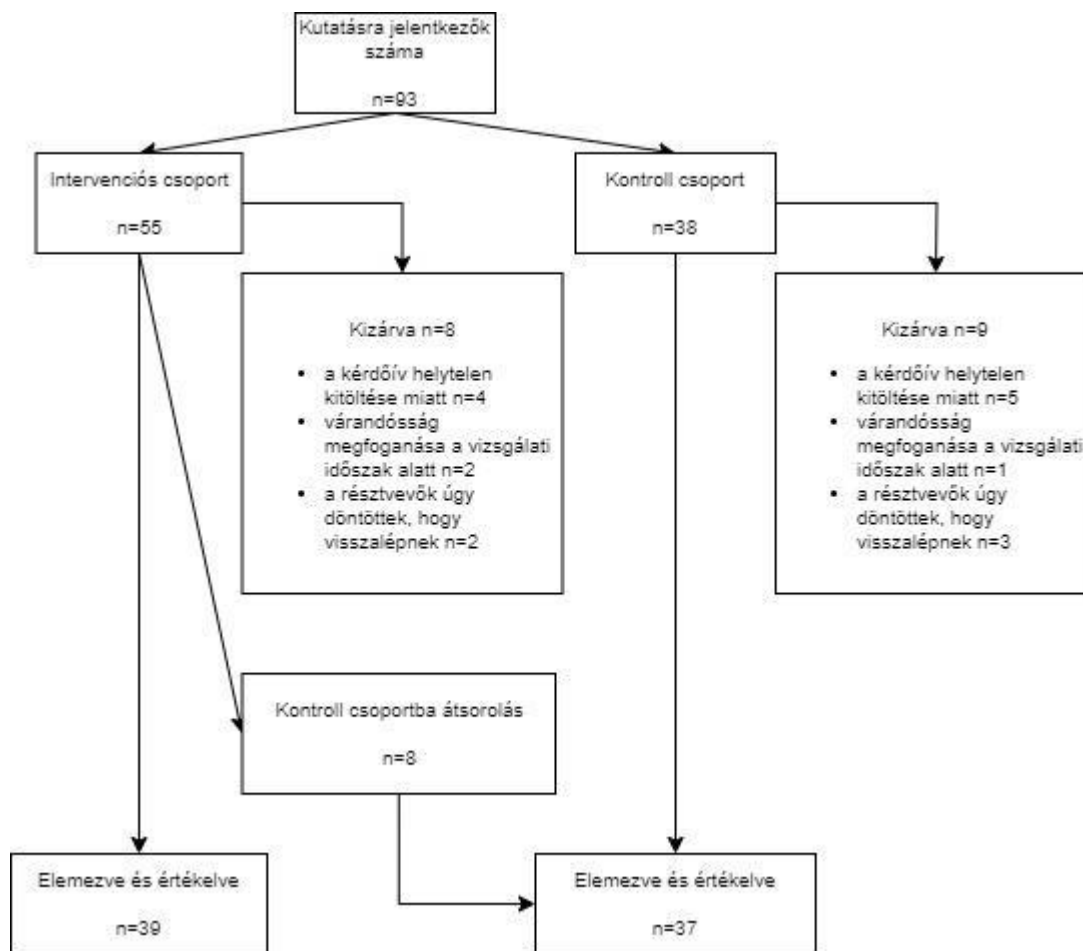 Kutatásra jelentkezők
száma
n=93
Intervenciós csoport
n=55
Kontroll csoport
n=38
Kizárva n=8
• a kérdőív helytelen
kitöltése miatt n=4
• várandósság
megfoganása a vizsgálati
időszak alatt n=2
• a résztvevők úgy
döntöttek, hogy
visszalépnek n=2
Kizárva n=9
• a kérdőív helytelen
kitöltése miatt n=5
• várandósság
megfoganása a vizsgálati
időszak alatt n=1
• a résztvevők úgy
döntöttek, hogy
visszalépnek n=3
Kontroll csoportba átsorolás
n=8
Elemezve és értékelve
n=39
Elemezve és értékelve
n=37